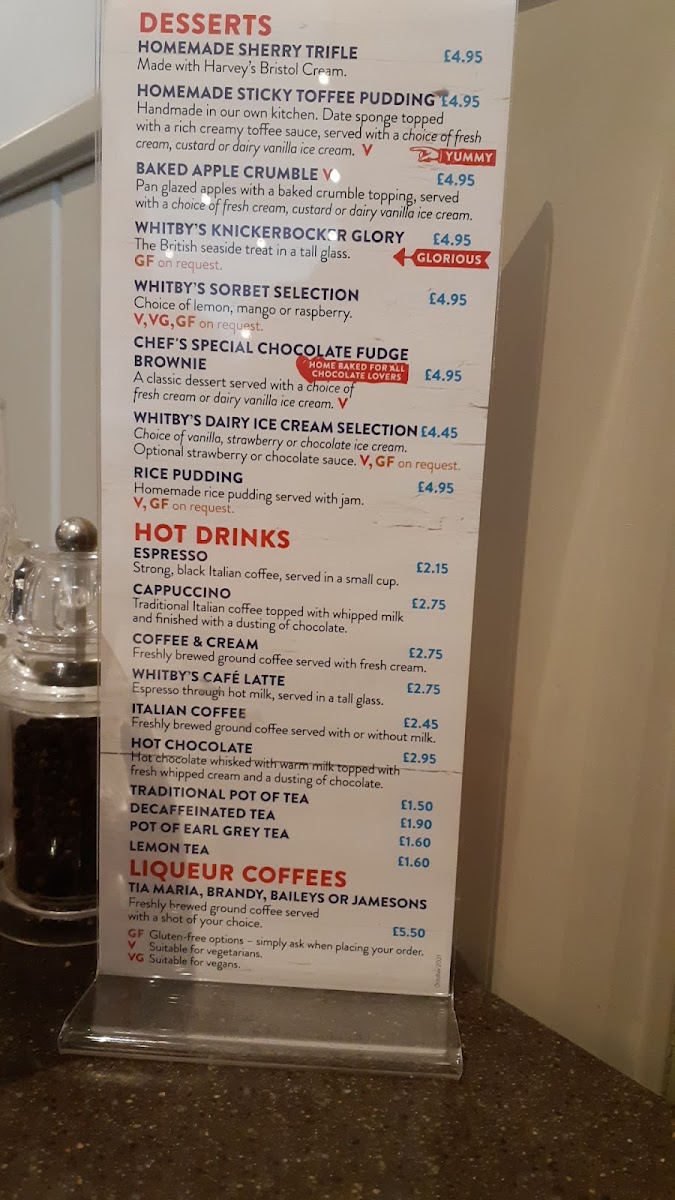 DESSERTS
HOMEMADE SHERRY TRIFLE £4.95
Made with Harvey's Bristol Cream.
HOMEMADE STICKY TOFFEE PUDDING £4.95
Handmade in our own kitchen. Date sponge topped
with a rich creamy toffee sauce, served with a choice of fresh
cream, custard or dairy vanilla ice cream. V
YUMMY
BAKED APPLE CRUMBLE V £4.95
Pan glazed apples with a baked crumble topping, served
with a choice of fresh cream, custard or dairy vanilla ice cream.
WHITBY'S KNICKERBOCKER GLORY £4.95
The British seaside treat in a tall glass.
GLORIOUS
GF on request.
WHITBY'S SORBET SELECTION £4.95
Choice of lemon, mango or raspberry.
V, VG, GF on request.
CHEF'S SPECIAL CHOCOLATE FUDGE
BROWNIE £4.95
HOME BAKED FOR ALL
CHOCOLATE LOVERS
A classic dessert served with a choice of
fresh cream or dairy vanilla ice cream. V
WHITBY'S DAIRY ICE CREAM SELECTION £4.45
Choice of vanilla, strawberry or chocolate ice cream.
Optional strawberry or chocolate sauce. V, GF on request.
RICE PUDDING £4.95
Homemade rice pudding served with jam.
V, GF on request.
HOT DRINKS
ESPRESSO £2.15
Strong, black Italian coffee, served in a small cup.
CAPPUCCINO £2.75
Traditional Italian coffee topped with whipped milk
and finished with a dusting of chocolate.
COFFEE & CREAM £2.75
Freshly brewed ground coffee served with fresh cream.
WHITBY'S CAFÉ LATTE £2.75
Espresso through hot milk, served in a tall glass.
ITALIAN COFFEE £2.45
Freshly brewed ground coffee served with or without milk.
HOT CHOCOLATE £2.95
Hot chocolate whisked with warm milk topped with
fresh whipped cream and a dusting of chocolate.
TRADITIONAL POT OF TEA £1.50
DECAFFEINATED TEA £1.90
POT OF EARL GREY TEA £1.60
LEMON TEA £1.60
LIQUEUR COFFEES
TIA MARIA, BRANDY, BAILEYS OR JAMESONS
Freshly brewed ground coffee served
with a shot of your choice. £5.50
GF Gluten-free options – simply ask when placing your order.
V Suitable for vegetarians.
VG Suitable for vegans.
October 2021